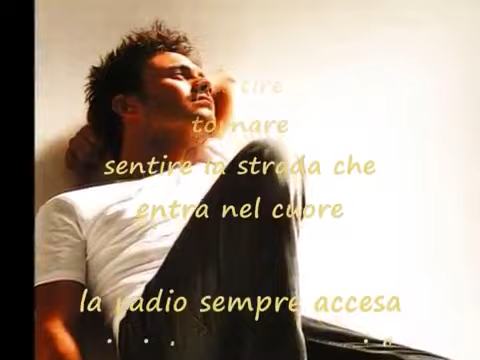 tornare
sentire la strada che
entra nel cuore
la radio sempre accesa